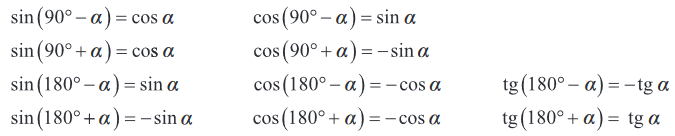 sin(90°−α) = cos α cos(90°−α) = sin α
sin(90°+α) = cos α cos(90°+α) = −sin α
sin(180°−α) = sin α cos(180°−α) = −cos α tg(180°−α) = −tg α
sin(180°+α) = −sin α cos(180°+α) = −cos α tg(180°+α) = tg α